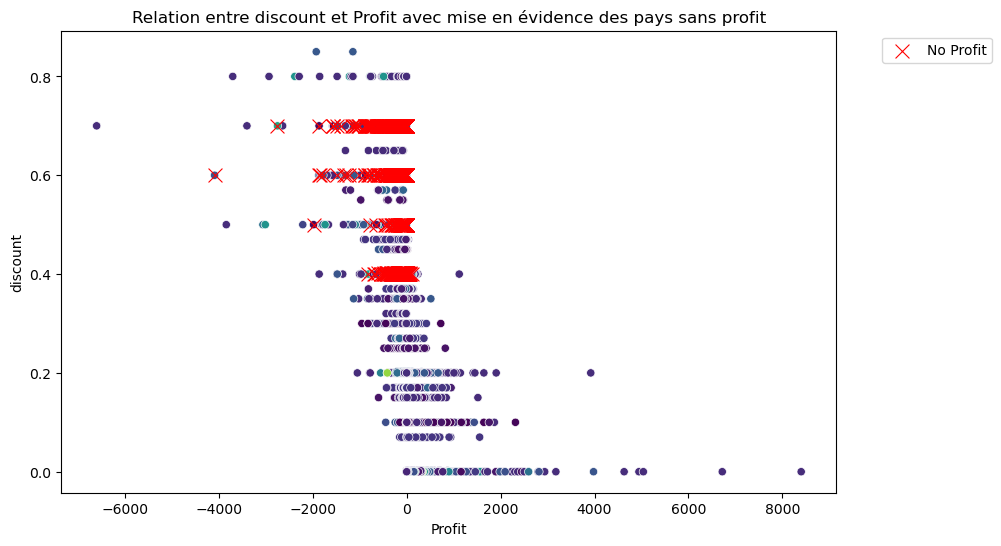 Relation entre discount et Profit avec mise en évidence des pays sans profit
No Profit
0.8
0.6
0.4
0.2
0.0
discount
−6000 −4000 −2000 0 2000 4000 6000 8000
Profit